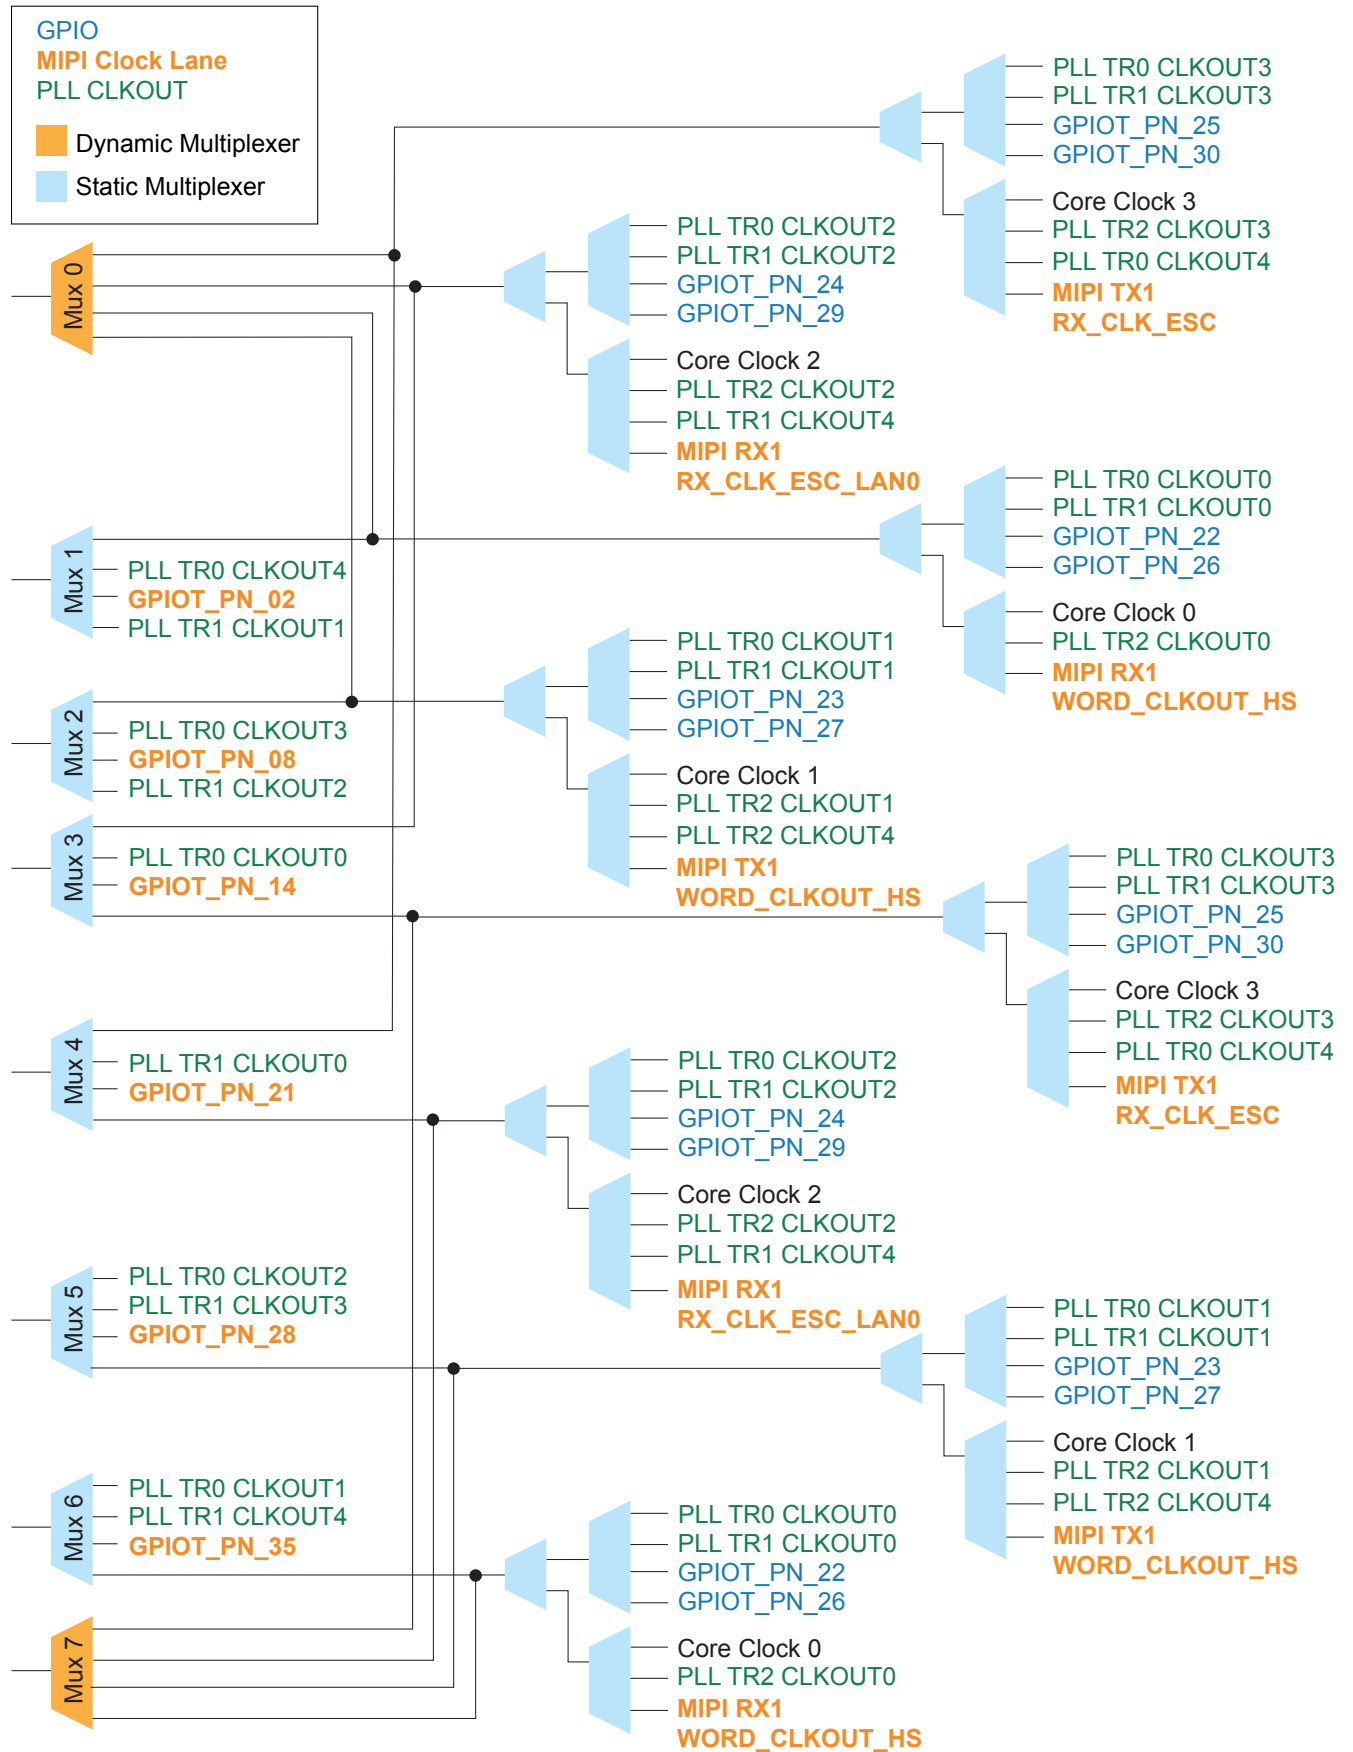 GPIO
MIPI Clock Lane
PLL CLKOUT
Dynamic Multiplexer
Static Multiplexer
PLL TR0 CLKOUT3
PLL TR1 CLKOUT3
GPIOT_PN_25
GPIOT_PN_30
Core Clock 3
PLL TR2 CLKOUT3
PLL TR0 CLKOUT4
MIPI TX1
RX_CLK_ESC
Mux 0
PLL TR0 CLKOUT2
PLL TR1 CLKOUT2
GPIOT_PN_24
GPIOT_PN_29
Core Clock 2
PLL TR2 CLKOUT2
PLL TR1 CLKOUT4
MIPI RX1
RX_CLK_ESC_LAN0
PLL TR0 CLKOUT0
PLL TR1 CLKOUT0
GPIOT_PN_22
GPIOT_PN_26
Core Clock 0
PLL TR2 CLKOUT0
MIPI RX1
WORD_CLKOUT_HS
Mux 1
PLL TR0 CLKOUT4
GPIOT_PN_02
PLL TR1 CLKOUT1
PLL TR0 CLKOUT1
PLL TR1 CLKOUT1
GPIOT_PN_23
GPIOT_PN_27
Core Clock 1
PLL TR2 CLKOUT1
PLL TR2 CLKOUT4
MIPI TX1
WORD_CLKOUT_HS
Mux 2
PLL TR0 CLKOUT3
GPIOT_PN_08
PLL TR1 CLKOUT2
Mux 3
PLL TR0 CLKOUT0
GPIOT_PN_14
PLL TR0 CLKOUT3
PLL TR1 CLKOUT3
GPIOT_PN_25
GPIOT_PN_30
Core Clock 3
PLL TR2 CLKOUT3
PLL TR0 CLKOUT4
MIPI TX1
RX_CLK_ESC
Mux 4
PLL TR1 CLKOUT0
GPIOT_PN_21
PLL TR0 CLKOUT2
PLL TR1 CLKOUT2
GPIOT_PN_24
GPIOT_PN_29
Core Clock 2
PLL TR2 CLKOUT2
PLL TR1 CLKOUT4
MIPI RX1
RX_CLK_ESC_LAN0
Mux 5
PLL TR0 CLKOUT2
PLL TR1 CLKOUT3
GPIOT_PN_28
PLL TR0 CLKOUT1
PLL TR1 CLKOUT1
GPIOT_PN_23
GPIOT_PN_27
Core Clock 1
PLL TR2 CLKOUT1
PLL TR2 CLKOUT4
MIPI TX1
WORD_CLKOUT_HS
Mux 6
PLL TR0 CLKOUT1
PLL TR1 CLKOUT4
GPIOT_PN_35
PLL TR0 CLKOUT0
PLL TR1 CLKOUT0
GPIOT_PN_22
GPIOT_PN_26
Core Clock 0
PLL TR2 CLKOUT0
MIPI RX1
WORD_CLKOUT_HS
Mux 7